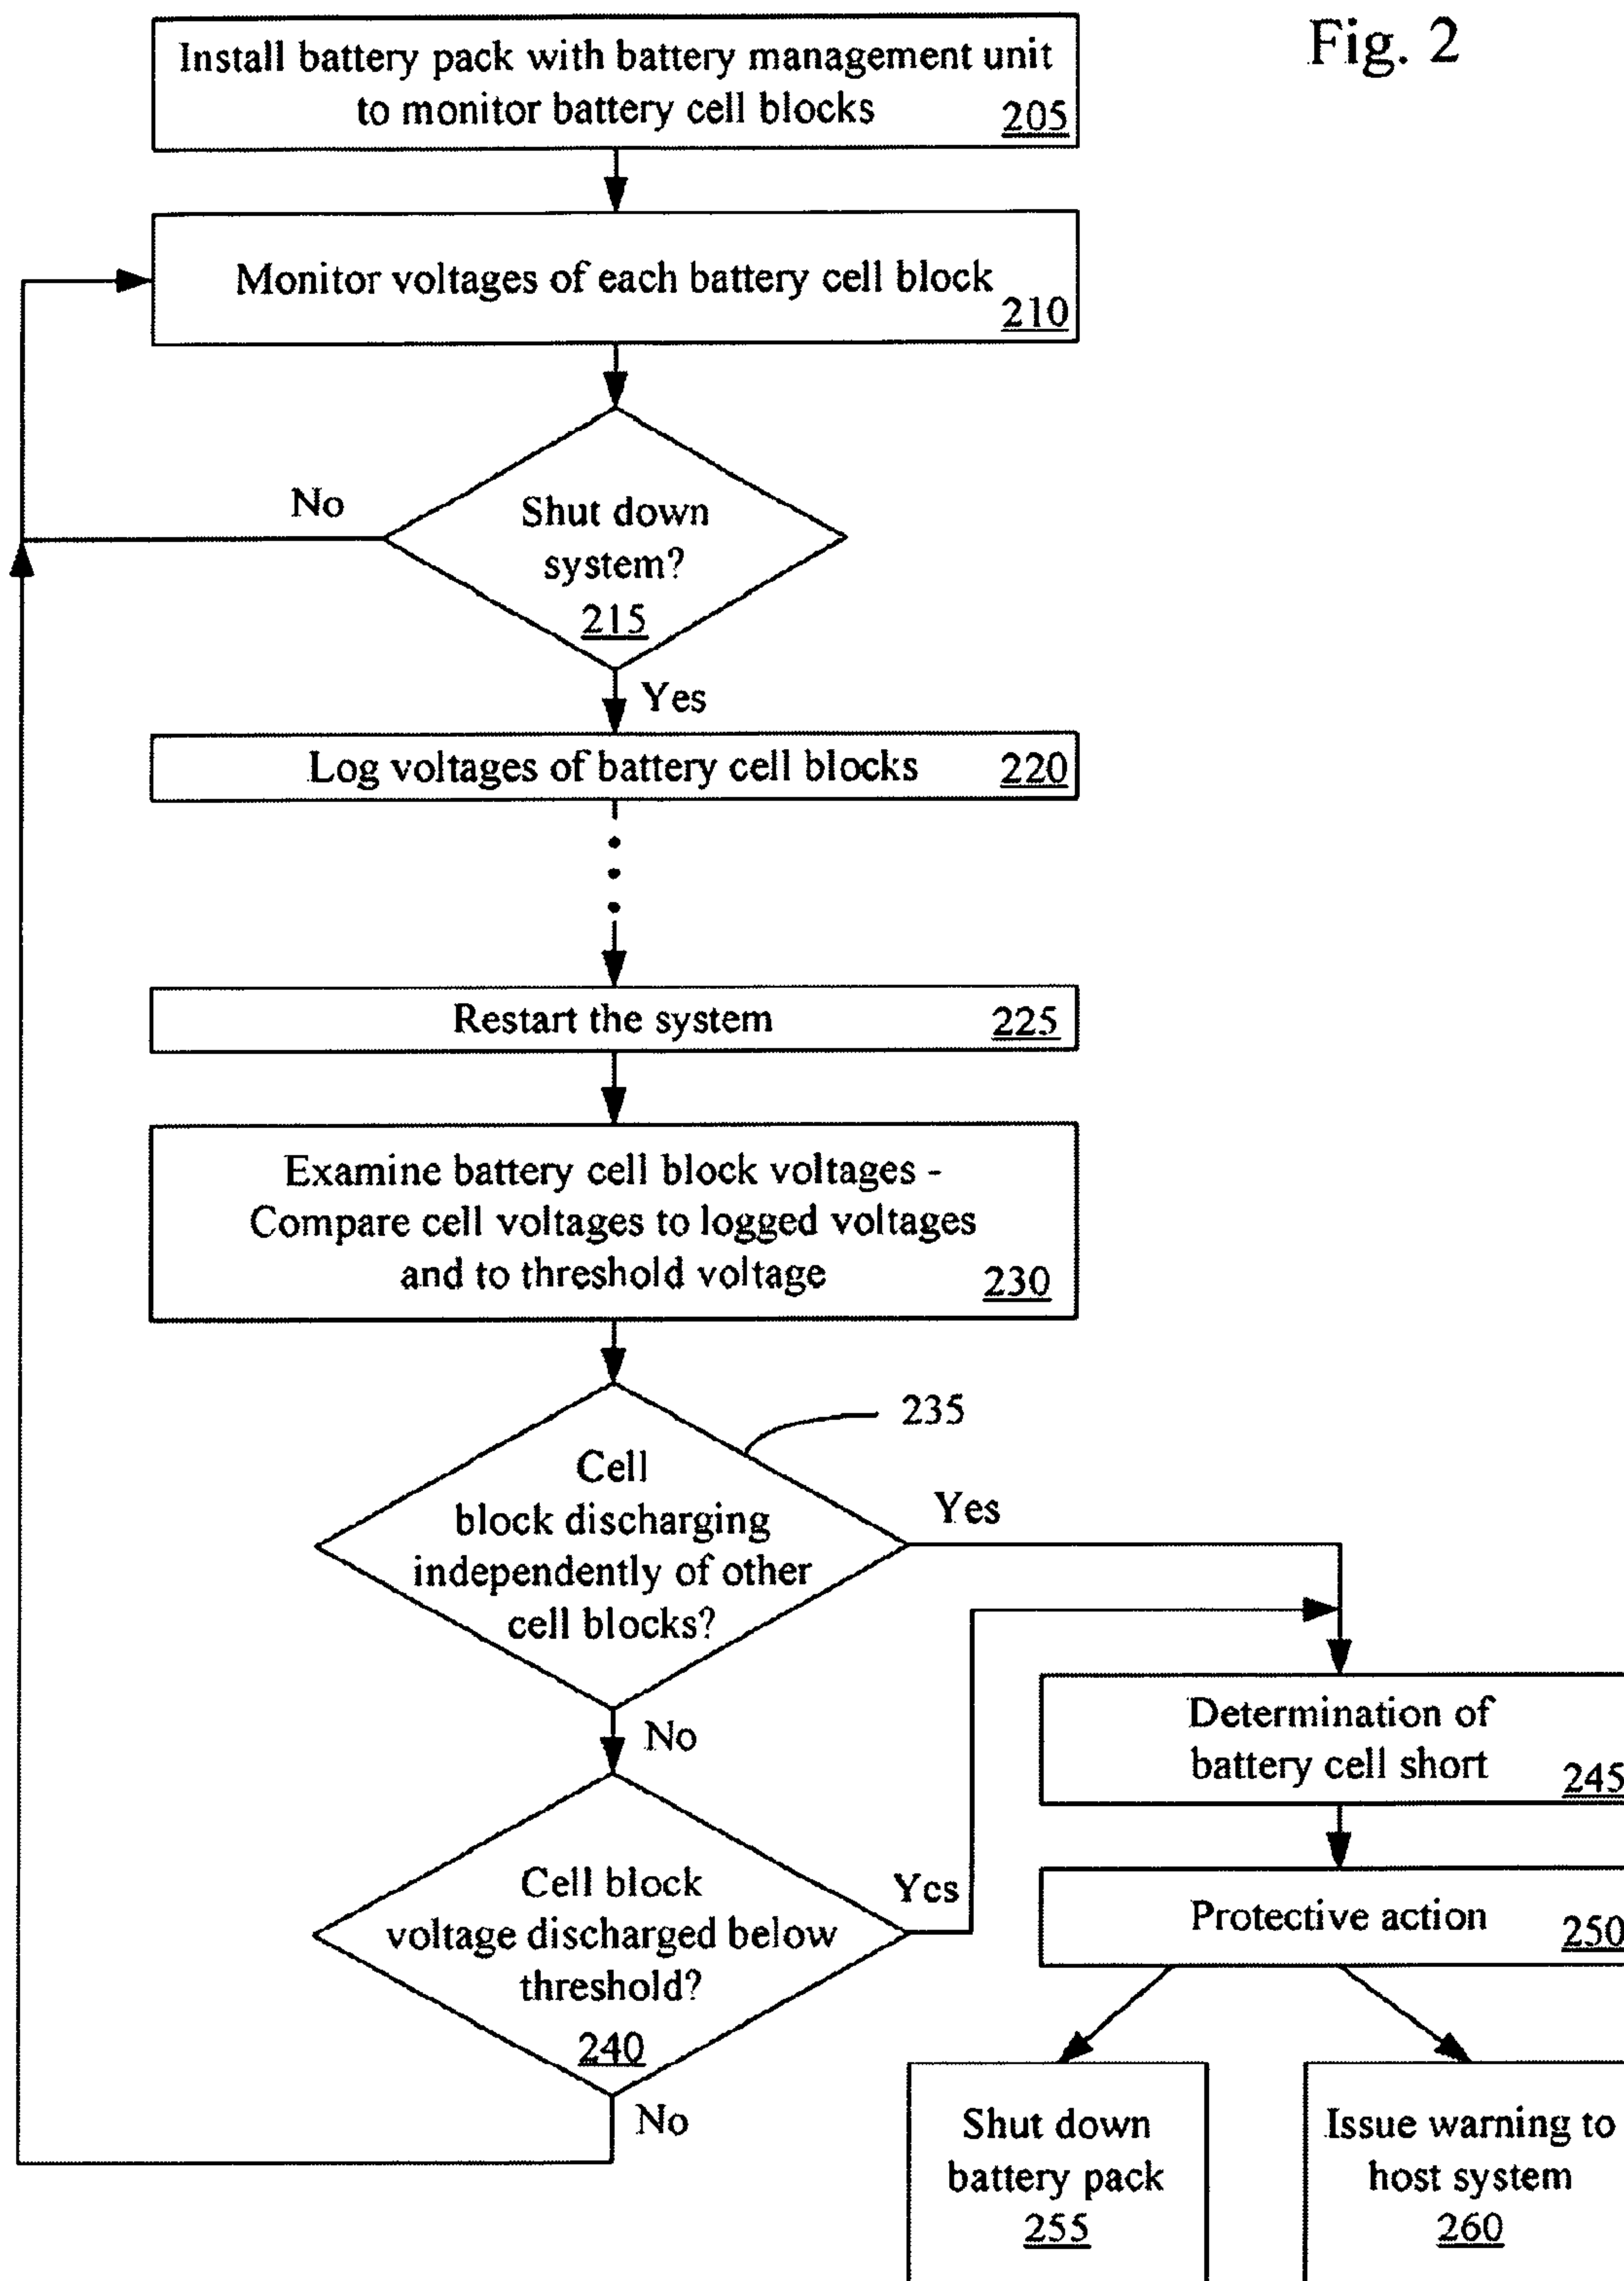 Fig. 2
Install battery pack with battery management unit
to monitor battery cell blocks 205
Monitor voltages of each battery cell block
210
No
Shut down
system?
215
Yes
Log voltages of battery cell blocks 220
Restart the system 225
Examine battery cell block voltages -
Compare cell voltages to logged voltages
and to threshold voltage 230
235
Cell
block discharging
independently of other
cell blocks?
Yes
No
Determination of
battery cell short 245
Cell block
voltage discharged below
threshold?
240
Yes
No
Protective action 250
Shut down
battery pack
255
Issue warning to
host system
260